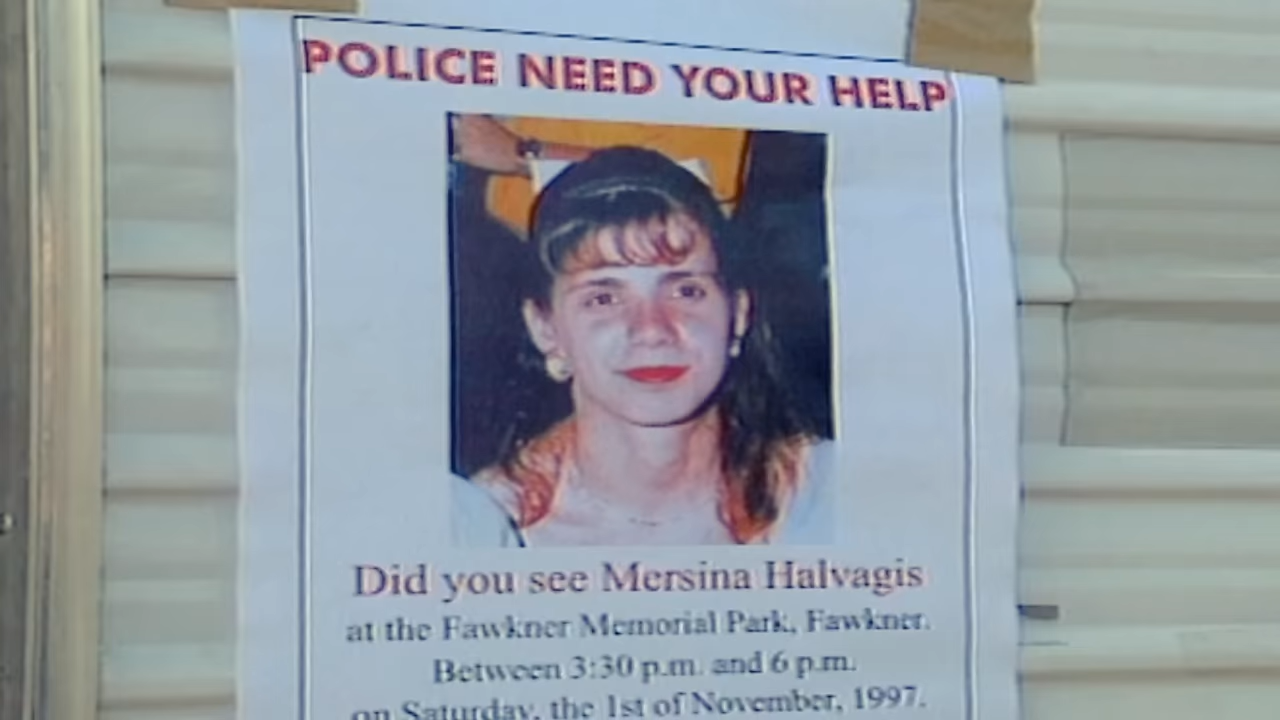 POLICE NEED YOUR HELP
Did you see Mersina Halvagis
at the Fawkner Memorial Park, Fawkner.
Between 3:30 p.m. and 6 p.m.
on Saturday, the 1st of November, 1997.